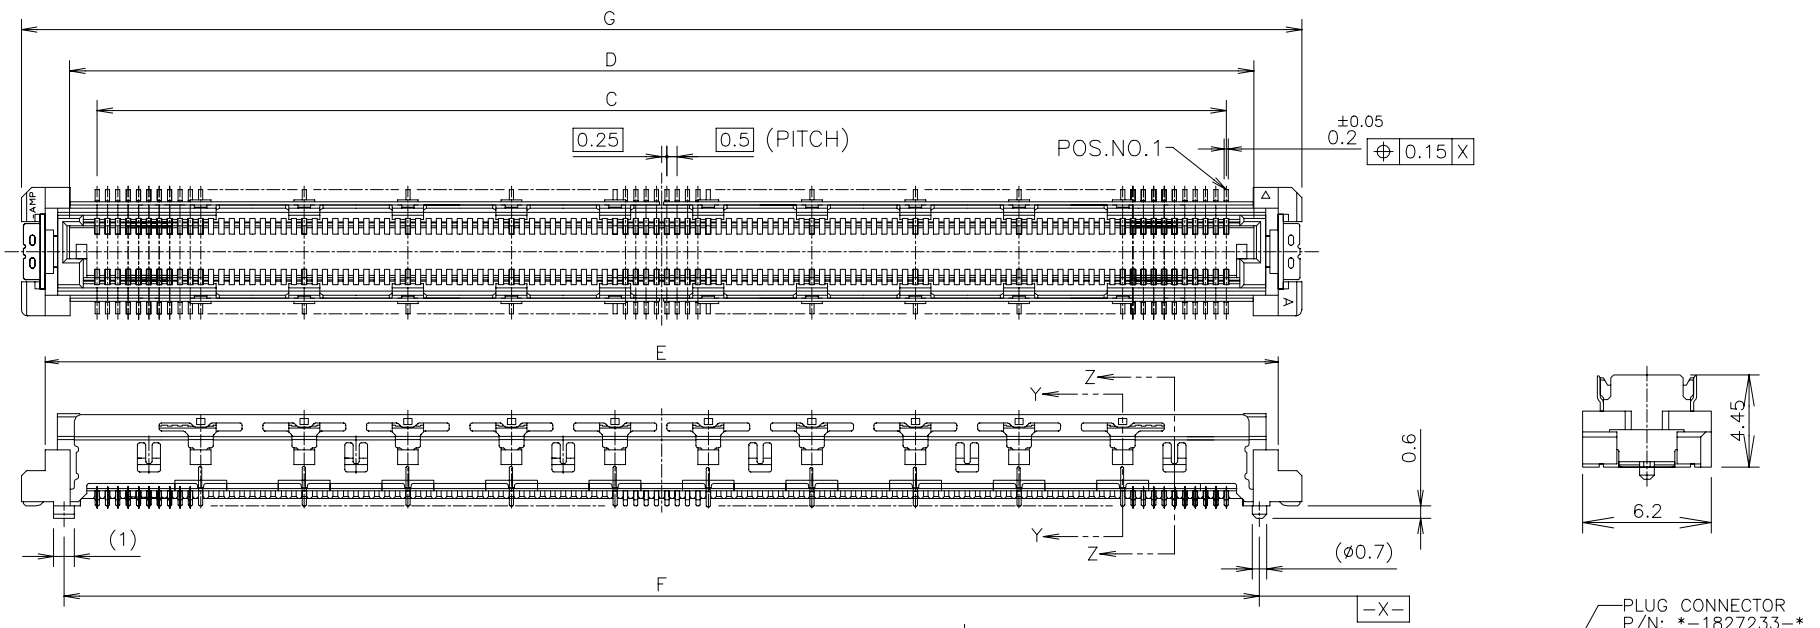 G
D
C
0.25
0.5 (PITCH)
POS.NO.1
±0.05
0.2
⌖ 0.15 X
AMP
A
E
Z
Y
4.45
0.6
6.2
Y
Z
(1)
(ø0.7)
F
-X-
PLUG CONNECTOR
P/N: *-1827233-*